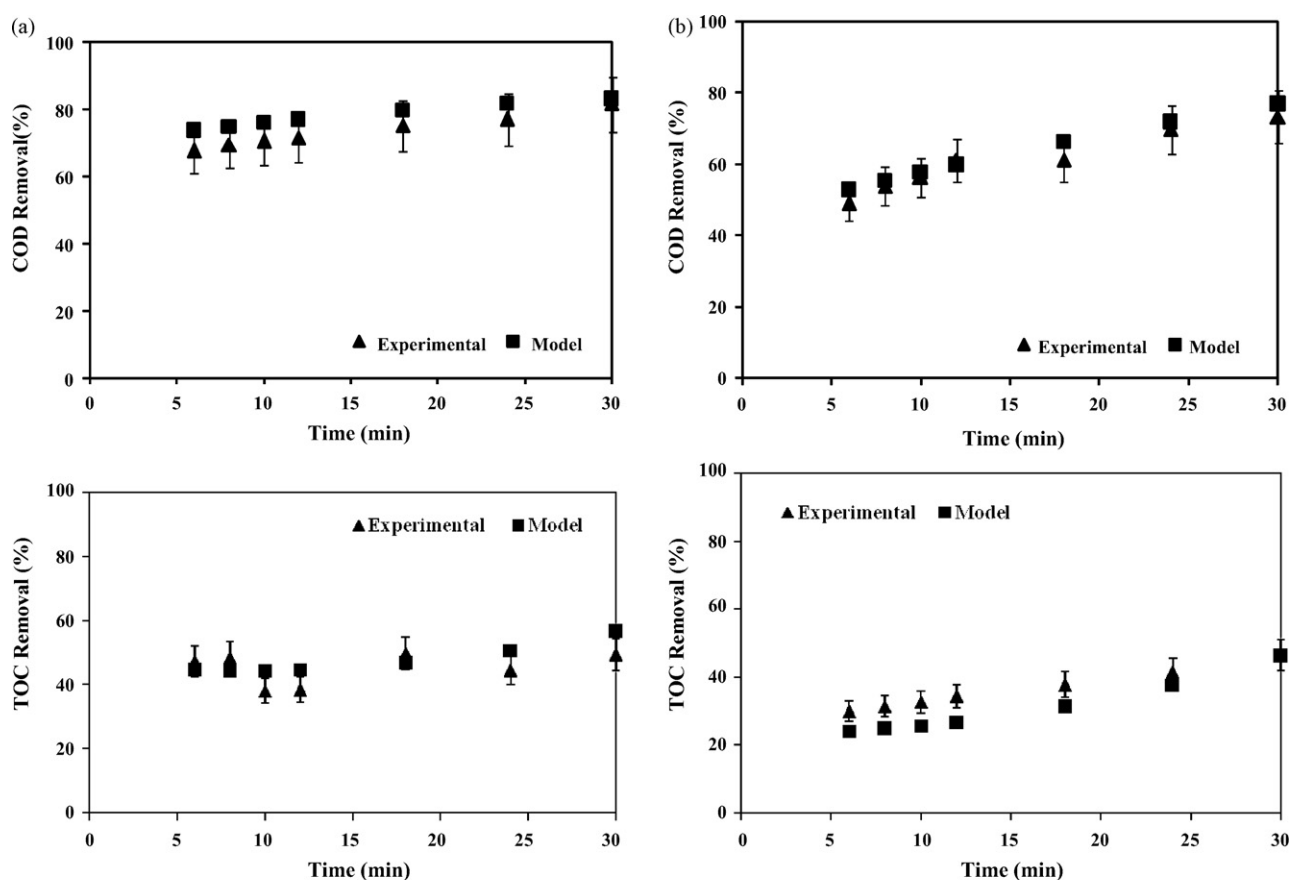 (a)
100
80
60
40
20
0
COD Removal(%)
Experimental Model
0 5 10 15 20 25 30
Time (min)
(b)
100
80
60
40
20
0
COD Removal (%)
Experimental Model
0 5 10 15 20 25 30
Time (min)
100
80
60
40
20
0
TOC Removal (%)
Experimental Model
0 5 10 15 20 25 30
Time (min)
100
80
60
40
20
0
TOC Removal (%)
Experimental Model
0 5 10 15 20 25 30
Time (min)